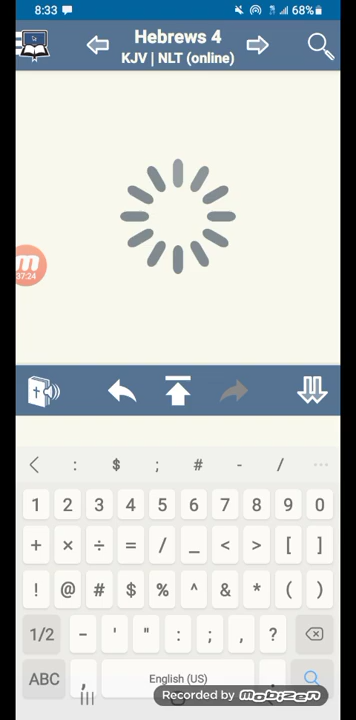 8:33 68%
Hebrews 4
KJV | NLT (online)
37:24
: $ ; # - / ...
1 2 3 4 5 6 7 8 9 0
+ × ÷ = / _ < > [ ]
! @ # $ % ^ & * ( )
1/2 - ' " : ; , ?
ABC , English (US) .
Recorded by MOBIZEN